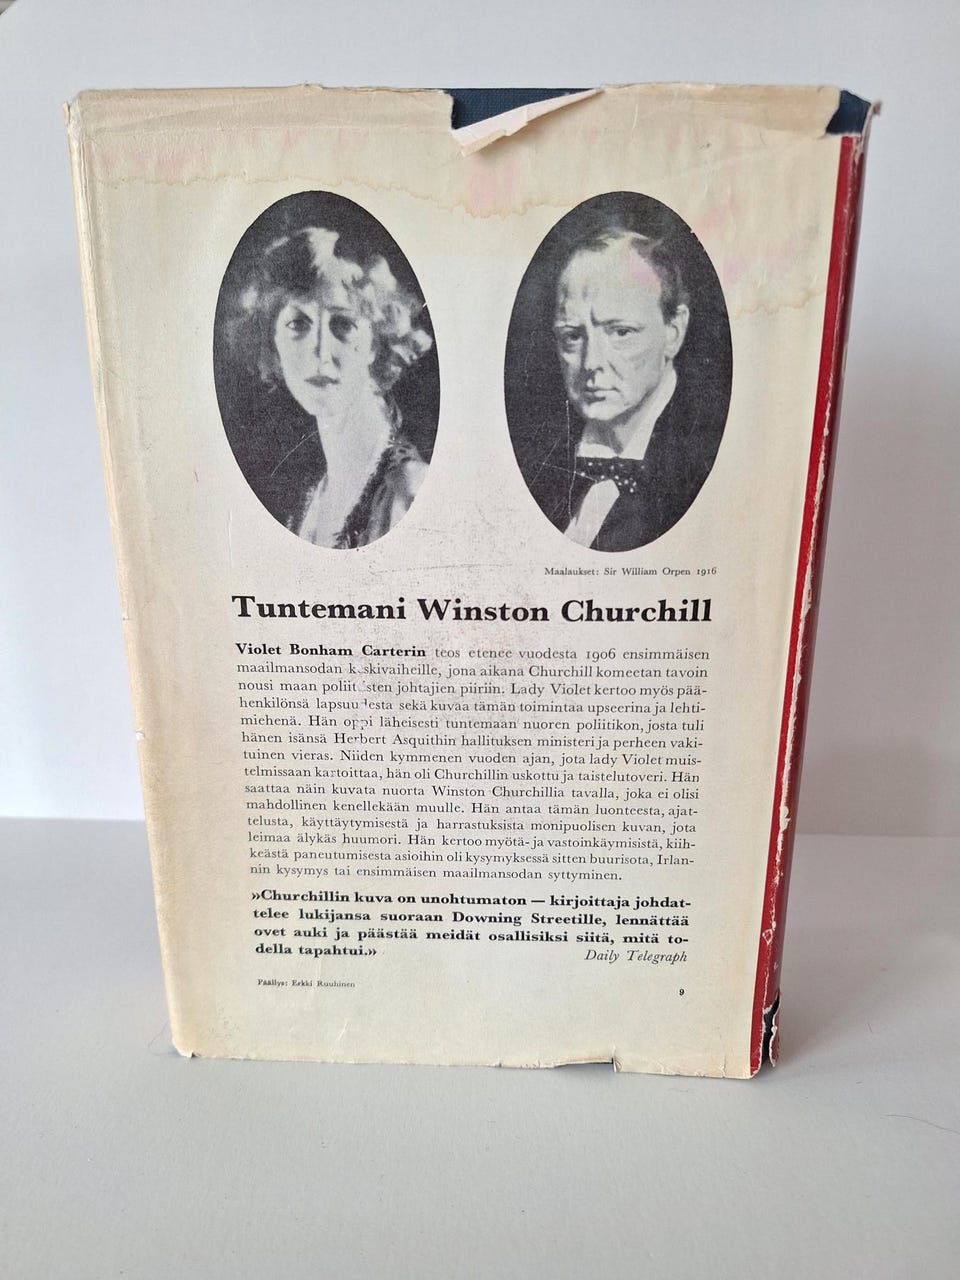 Maalaukset: Sir William Orpen 1916
Tuntemani Winston Churchill
Violet Bonham Carterin teos etenee vuodesta 1906 ensimmäisen
maailmansodan keskivaiheille, jona aikana Churchill komeetan tavoin
nousi maan poliittisten johtajien piiriin. Lady Violet kertoo myös pää-
henkilönsä lapsuudesta sekä kuvaa tämän toimintaa upseerina ja lehti-
miehenä. Hän oppi läheisesti tuntemaan nuoren poliitikon, josta tuli
hänen isänsä Herbert Asquithin hallituksen ministeri ja perheen vaki-
tuinen vieras. Niiden kymmenen vuoden ajan, jota lady Violet muis-
telmissaan kartoittaa, hän oli Churchillin uskottu ja taistelutoveri. Hän
saattaa näin kuvata nuorta Winston Churchillia tavalla, joka ei olisi
mahdollinen kenellekään muulle. Hän antaa tämän luonteesta, ajat-
telusta, käyttäytymisestä ja harrastuksista monipuolisen kuvan, jota
leimaa älykäs huumori. Hän kertoo myötä- ja vastoinkäymisistä, kiih-
keästä paneutumisesta asioihin oli kysymyksessä sitten buurisota, Irlan-
nin kysymys tai ensimmäisen maailmansodan syttyminen.
»Churchillin kuva on unohtumaton — kirjoittaja johdat-
telee lukijansa suoraan Downing Streetille, lennättää
ovet auki ja päästää meidät osallisiksi siitä, mitä to-
della tapahtui.» Daily Telegraph
Päällys: Erkki Ruuhinen
9